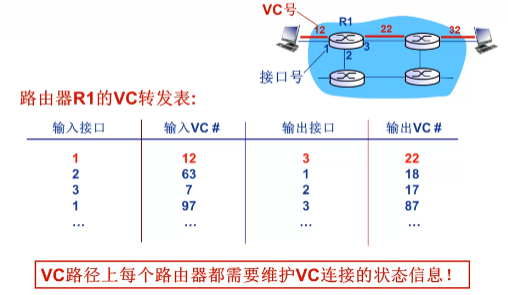 VC号
R1
12
22
32
1
3
2
接口号
路由器R1的VC转发表:
输入接口 输入VC # 输出接口 输出VC #
1 12 3 22
2 63 1 18
3 7 2 17
1 97 3 87
... ... ... ...
VC路径上每个路由器都需要维护VC连接的状态信息！